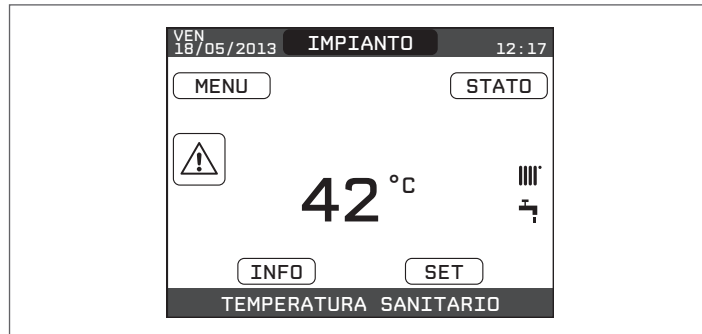 VEN
18/05/2013 IMPIANTO 12:17
MENU STATO
42 °C
INFO SET
TEMPERATURA SANITARIO